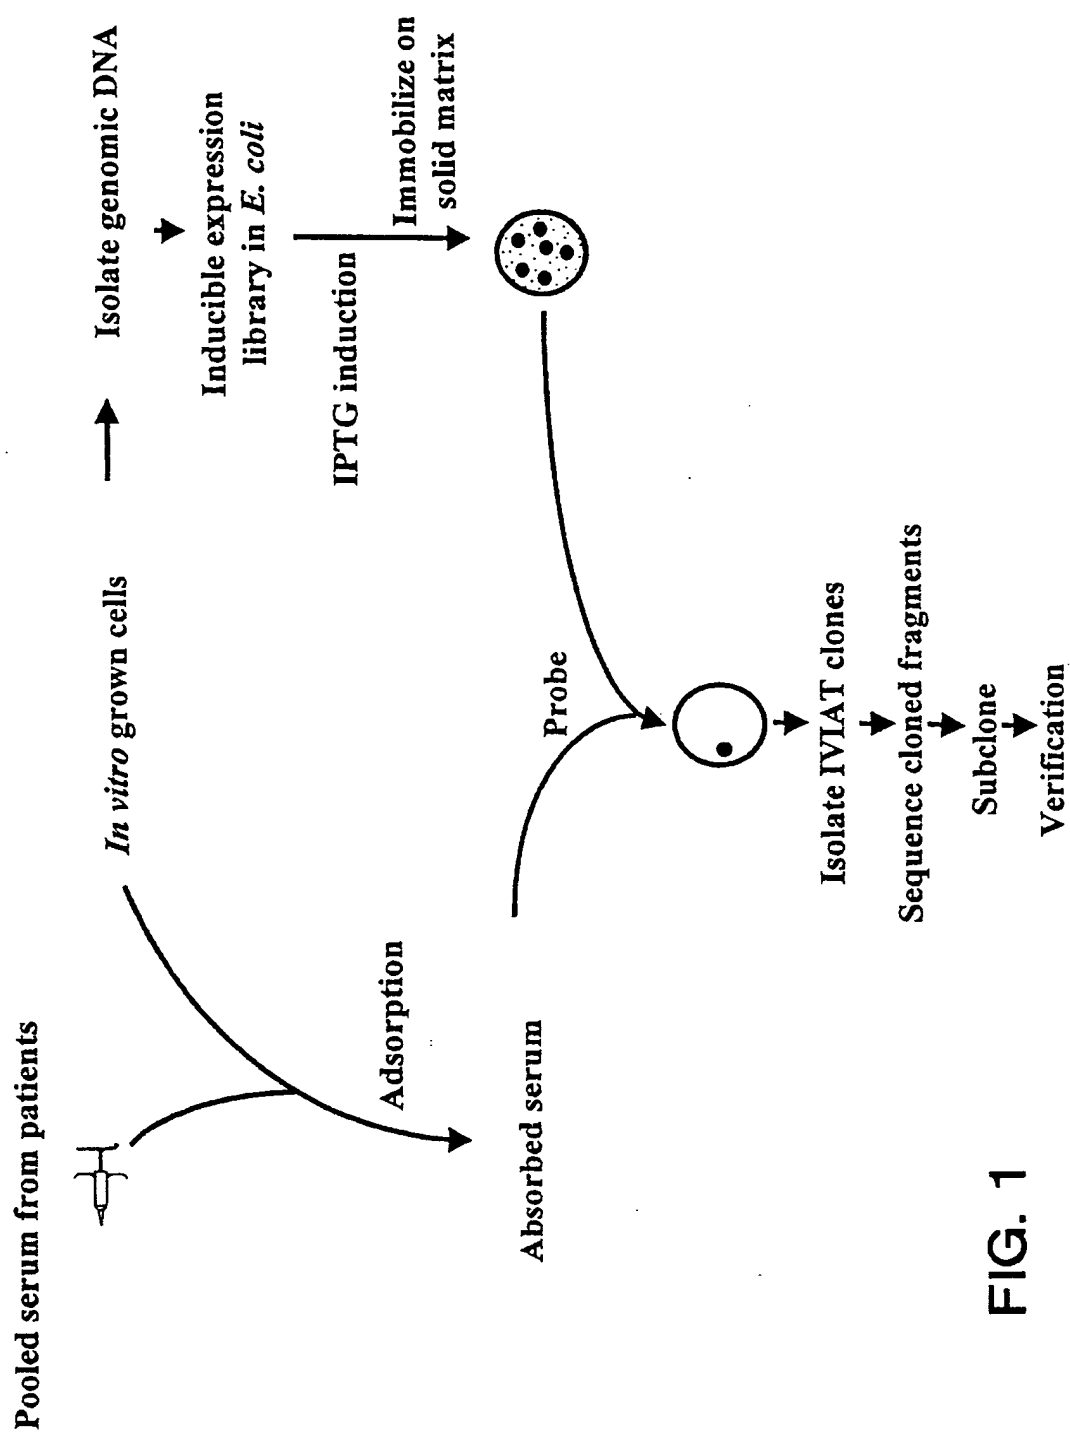 Pooled serum from patients
In vitro grown cells
Isolate genomic DNA
Inducible expression
library in E. coli
IPTG induction
Immobilize on
solid matrix
Adsorption
Absorbed serum
Probe
Isolate IVIAT clones
Sequence cloned fragments
Subclone
Verification
FIG. 1